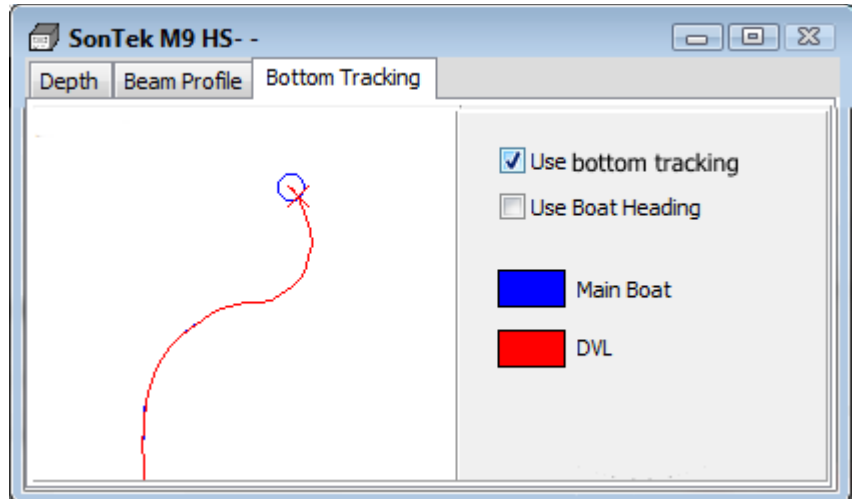 SonTek M9 HS- -
Depth Beam Profile Bottom Tracking
Use bottom tracking
Use Boat Heading
Main Boat
DVL